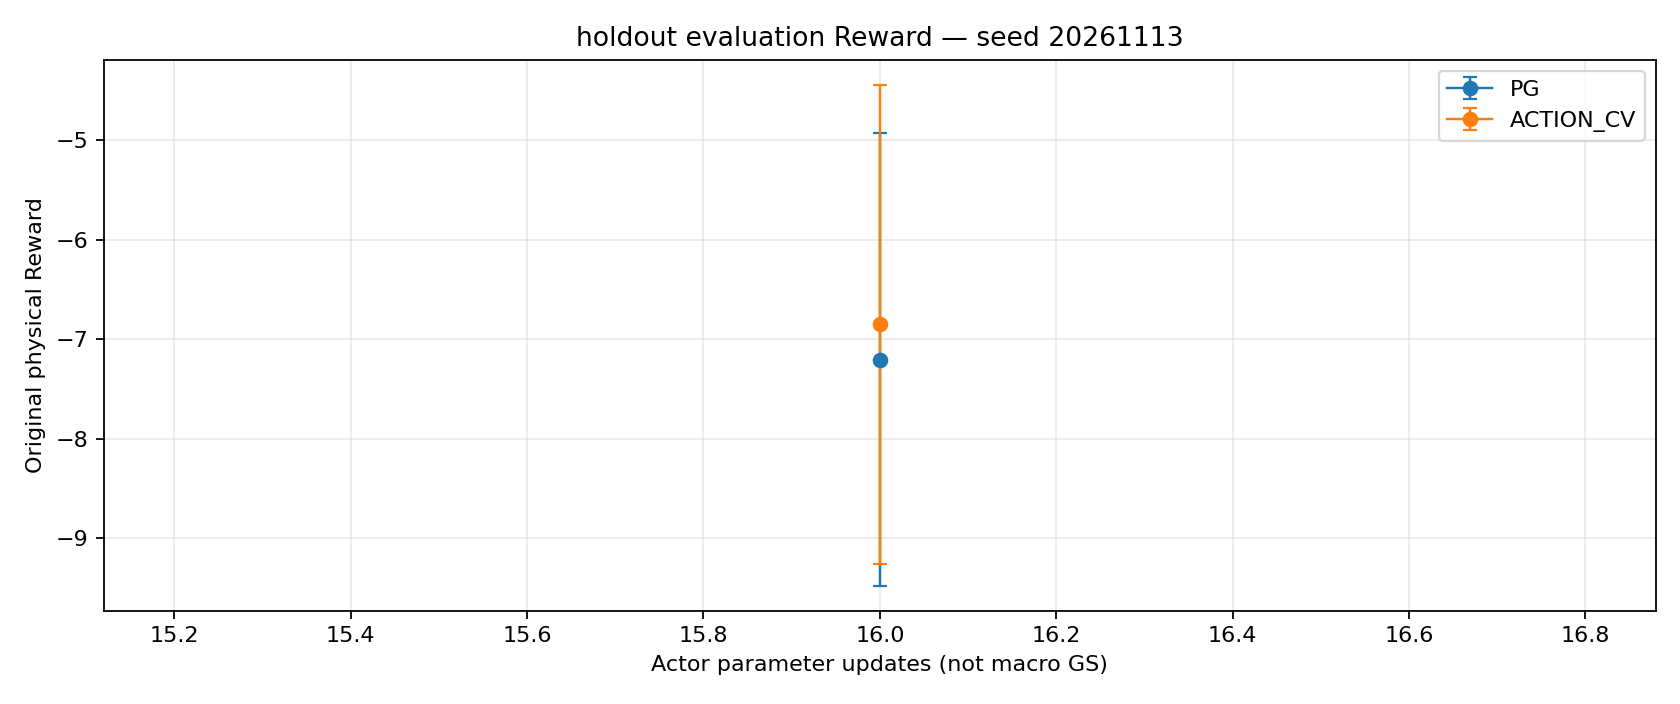 holdout evaluation Reward — seed 20261113
PG
ACTION_CV
Original physical Reward
−5
−6
−7
−8
−9
15.2 15.4 15.6 15.8 16.0 16.2 16.4 16.6 16.8
Actor parameter updates (not macro GS)